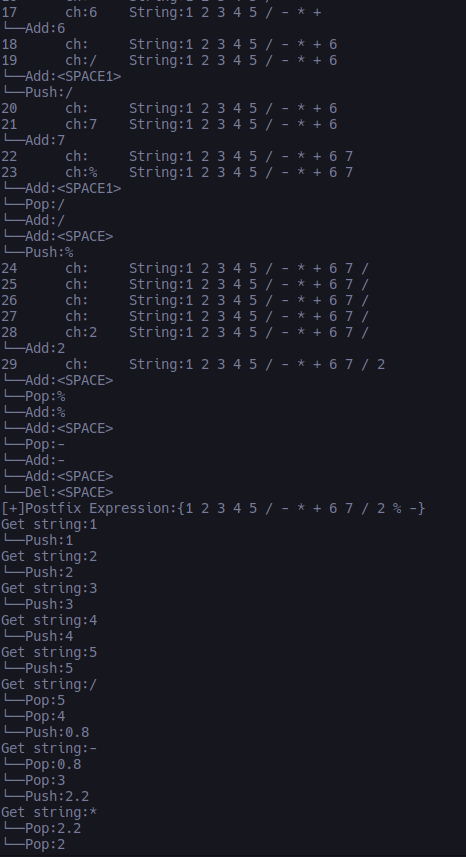 17      ch:6    String:1 2 3 4 5 / - * +
└──Add:6
18      ch:     String:1 2 3 4 5 / - * + 6
19      ch:/    String:1 2 3 4 5 / - * + 6
└──Add:<SPACE1>
└──Push:/
20      ch:     String:1 2 3 4 5 / - * + 6
21      ch:7    String:1 2 3 4 5 / - * + 6
└──Add:7
22      ch:     String:1 2 3 4 5 / - * + 6 7
23      ch:%    String:1 2 3 4 5 / - * + 6 7
└──Add:<SPACE1>
└──Pop:/
└──Add:/
└──Add:<SPACE>
└──Push:%
24      ch:     String:1 2 3 4 5 / - * + 6 7 /
25      ch:     String:1 2 3 4 5 / - * + 6 7 /
26      ch:     String:1 2 3 4 5 / - * + 6 7 /
27      ch:     String:1 2 3 4 5 / - * + 6 7 /
28      ch:2    String:1 2 3 4 5 / - * + 6 7 /
└──Add:2
29      ch:     String:1 2 3 4 5 / - * + 6 7 / 2
└──Add:<SPACE>
└──Pop:%
└──Add:%
└──Add:<SPACE>
└──Pop:-
└──Add:-
└──Add:<SPACE>
└──Del:<SPACE>
[+]Postfix Expression:{1 2 3 4 5 / - * + 6 7 / 2 % -}
Get string:1
└──Push:1
Get string:2
└──Push:2
Get string:3
└──Push:3
Get string:4
└──Push:4
Get string:5
└──Push:5
Get string:/
└──Pop:5
└──Pop:4
└──Push:0.8
Get string:-
└──Pop:0.8
└──Pop:3
└──Push:2.2
Get string:*
└──Pop:2.2
└──Pop:2